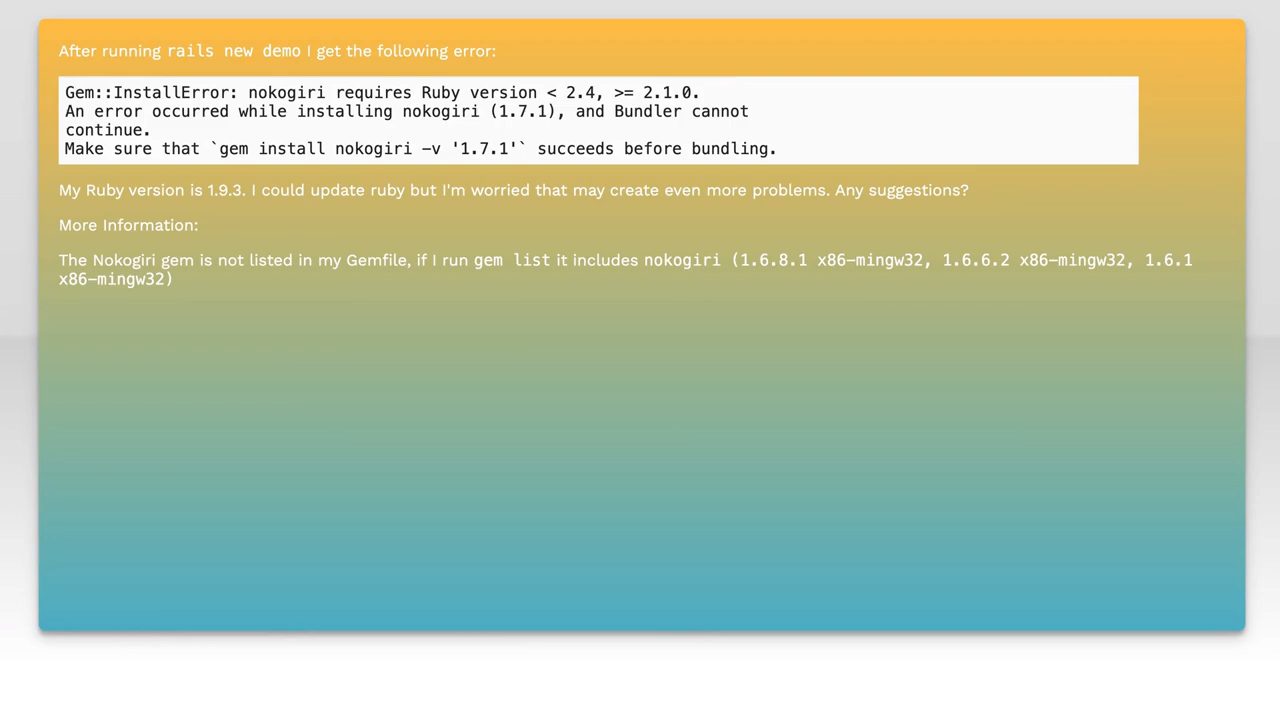 After running rails new demo I get the following error:
Gem::InstallError: nokogiri requires Ruby version < 2.4, >= 2.1.0.
An error occurred while installing nokogiri (1.7.1), and Bundler cannot
continue.
Make sure that `gem install nokogiri -v '1.7.1'` succeeds before bundling.
My Ruby version is 1.9.3. I could update ruby but I'm worried that may create even more problems. Any suggestions?
More Information:
The Nokogiri gem is not listed in my Gemfile, if I run gem list it includes nokogiri (1.6.8.1 x86-mingw32, 1.6.6.2 x86-mingw32, 1.6.1
x86-mingw32)